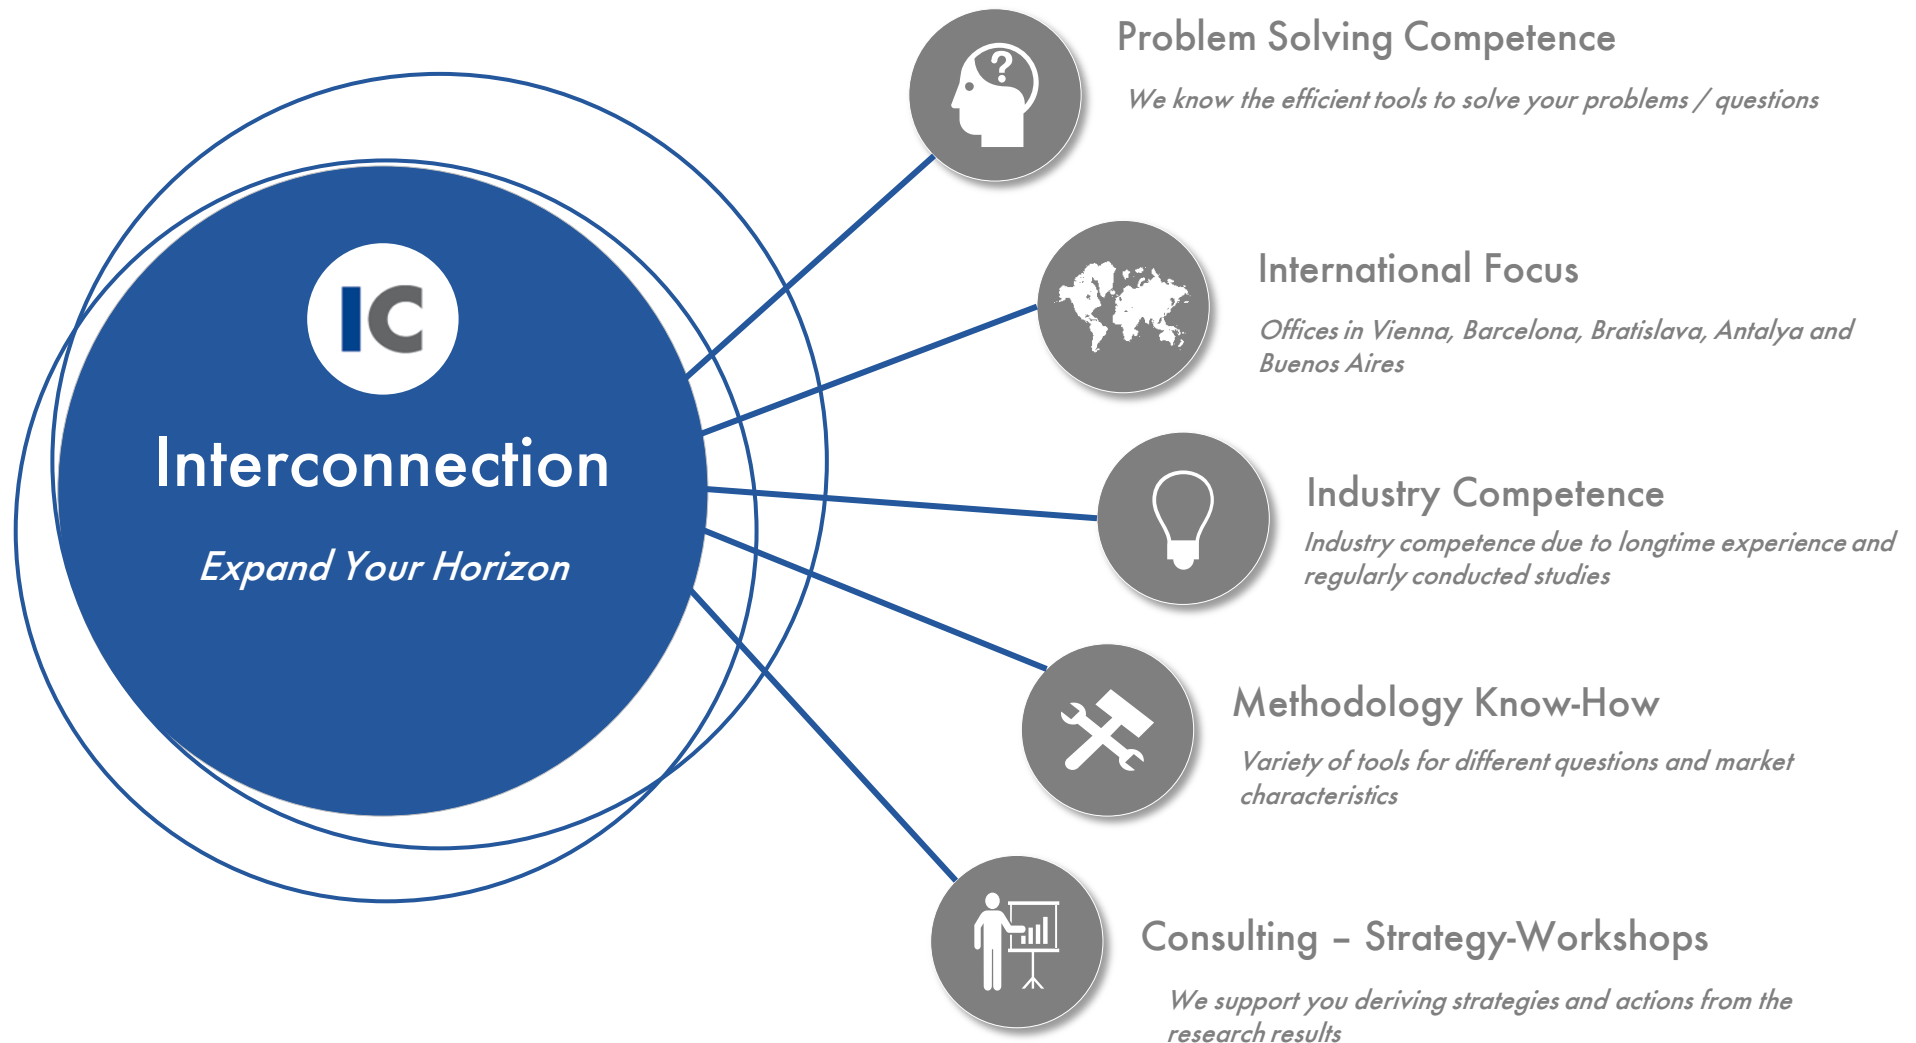 IC
Interconnection
Expand Your Horizon
?
Problem Solving Competence
We know the efficient tools to solve your problems / questions
International Focus
Offices in Vienna, Barcelona, Bratislava, Antalya and
Buenos Aires
Industry Competence
Industry competence due to longtime experience and
regularly conducted studies
Methodology Know-How
Variety of tools for different questions and market
characteristics
Consulting – Strategy-Workshops
We support you deriving strategies and actions from the
research results